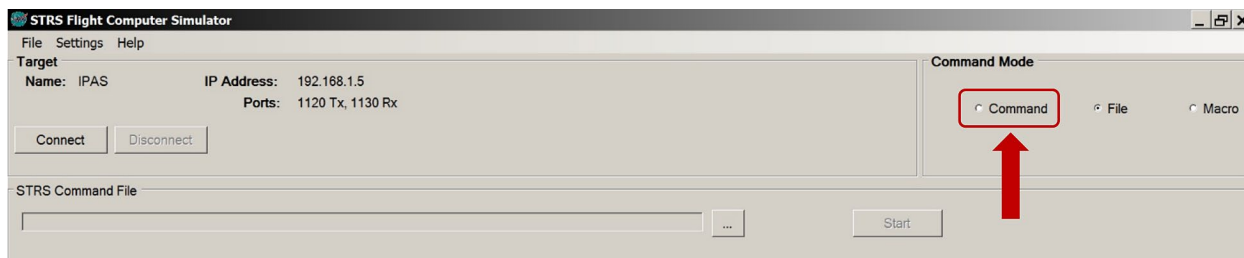 STRS Flight Computer Simulator
File Settings Help
Target
Name: IPAS IP Address: 192.168.1.5
Ports: 1120 Tx, 1130 Rx
Connect Disconnect
Command Mode
Command File Macro
STRS Command File
... Start